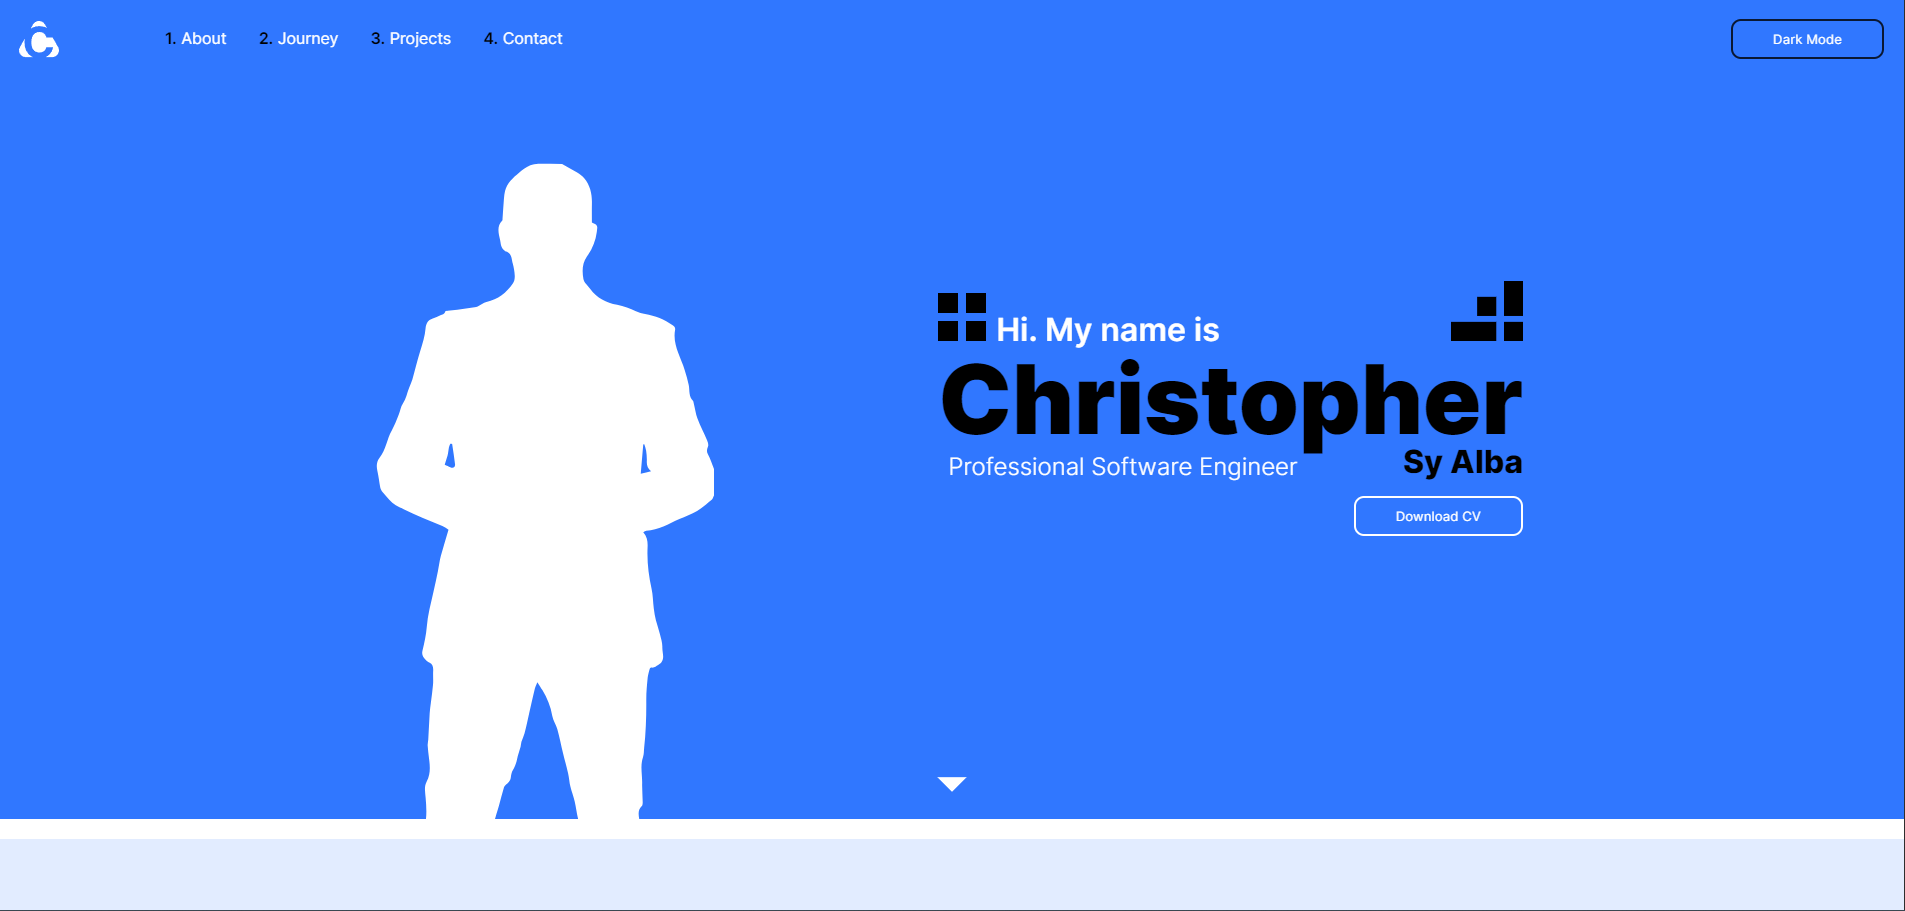 1. About 2. Journey 3. Projects 4. Contact
Dark Mode
Hi. My name is
Christopher
Sy Alba
Professional Software Engineer
Download CV